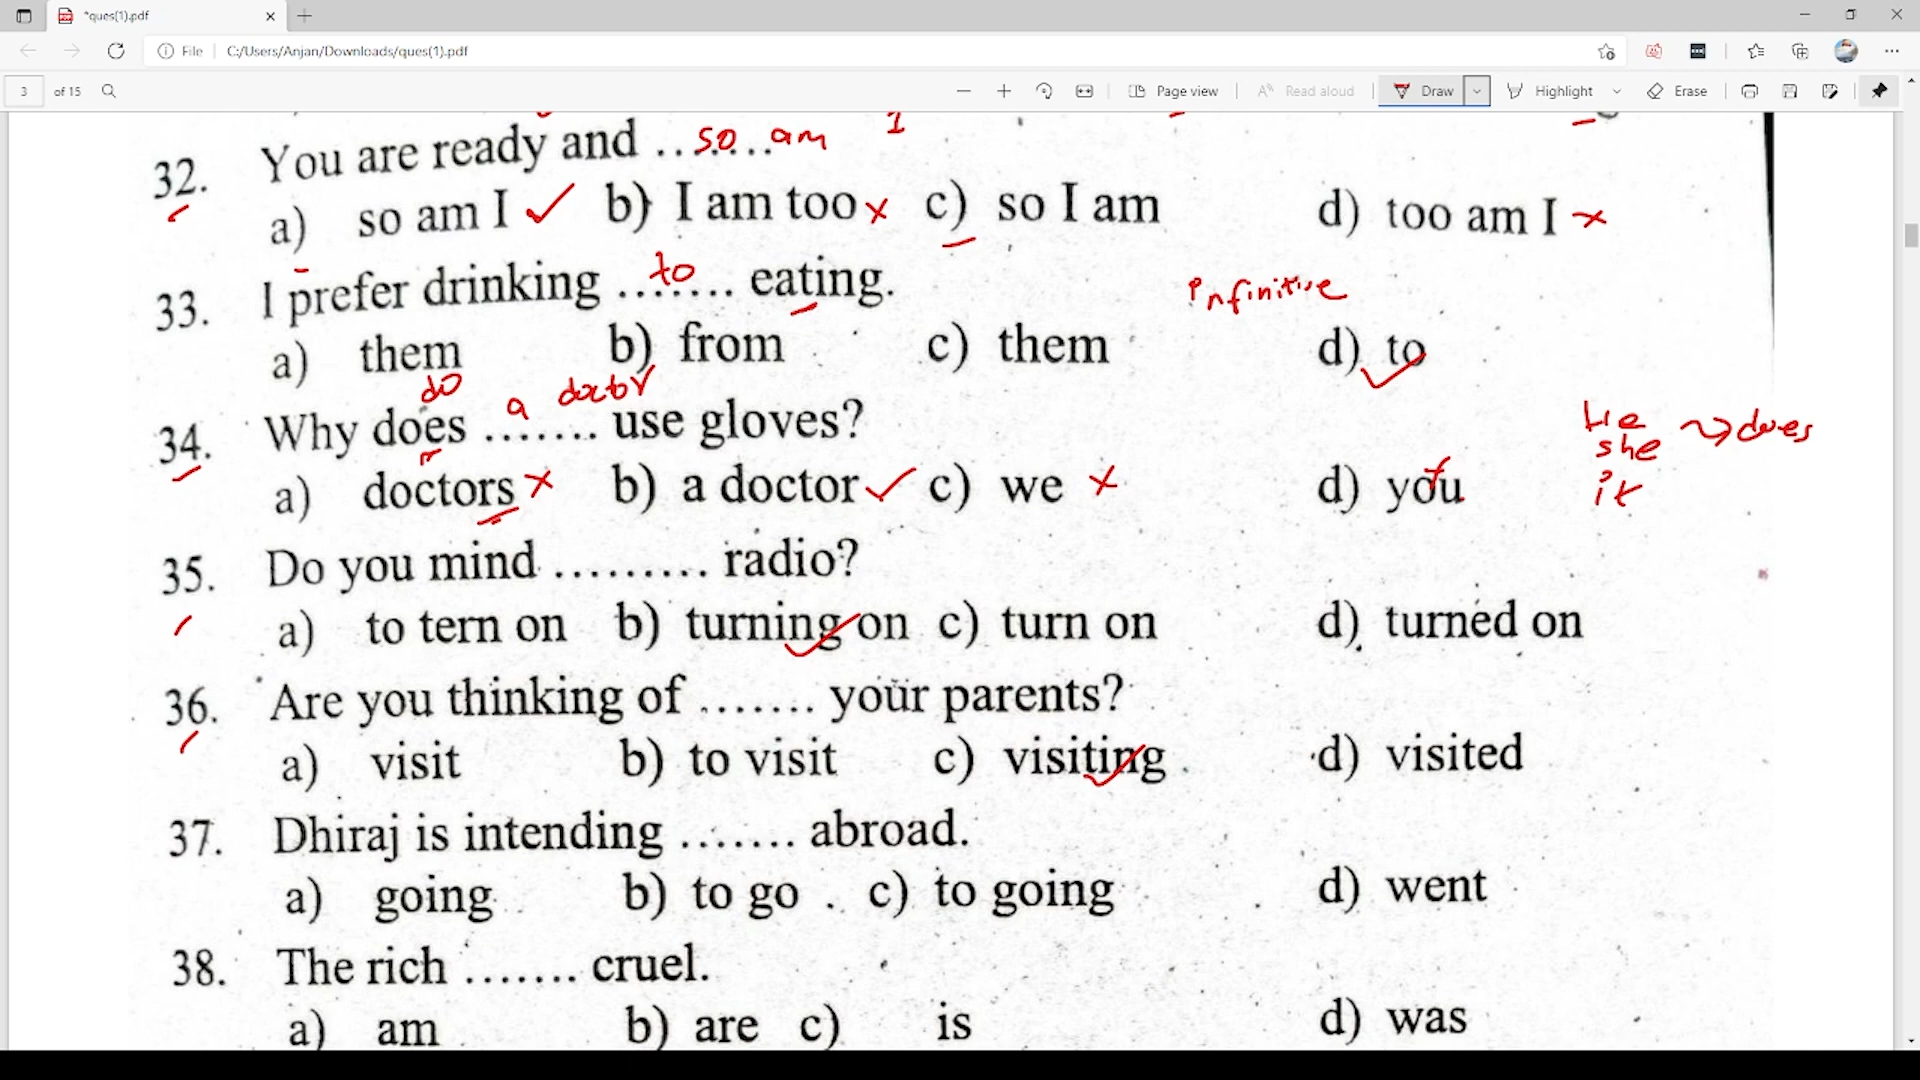 *ques(1).pdf
File C:/Users/Anjan/Downloads/ques(1).pdf
3 of 15 Page view Read aloud Draw Highlight Erase
so am I
32. You are ready and .......
a) so am I b) I am too c) so I am d) too am I
to
33. I prefer drinking ....... eating.
infinitive
a) them b) from c) them d) to
do a doctor
34. Why does ....... use gloves?
He
she does
it
a) doctors b) a doctor c) we d) you
35. Do you mind ......... radio?
a) to tern on b) turning on c) turn on d) turned on
36. Are you thinking of ....... your parents?
a) visit b) to visit c) visiting d) visited
37. Dhiraj is intending ....... abroad.
a) going b) to go c) to going d) went
38. The rich ....... cruel.
a) am b) are c) is d) was